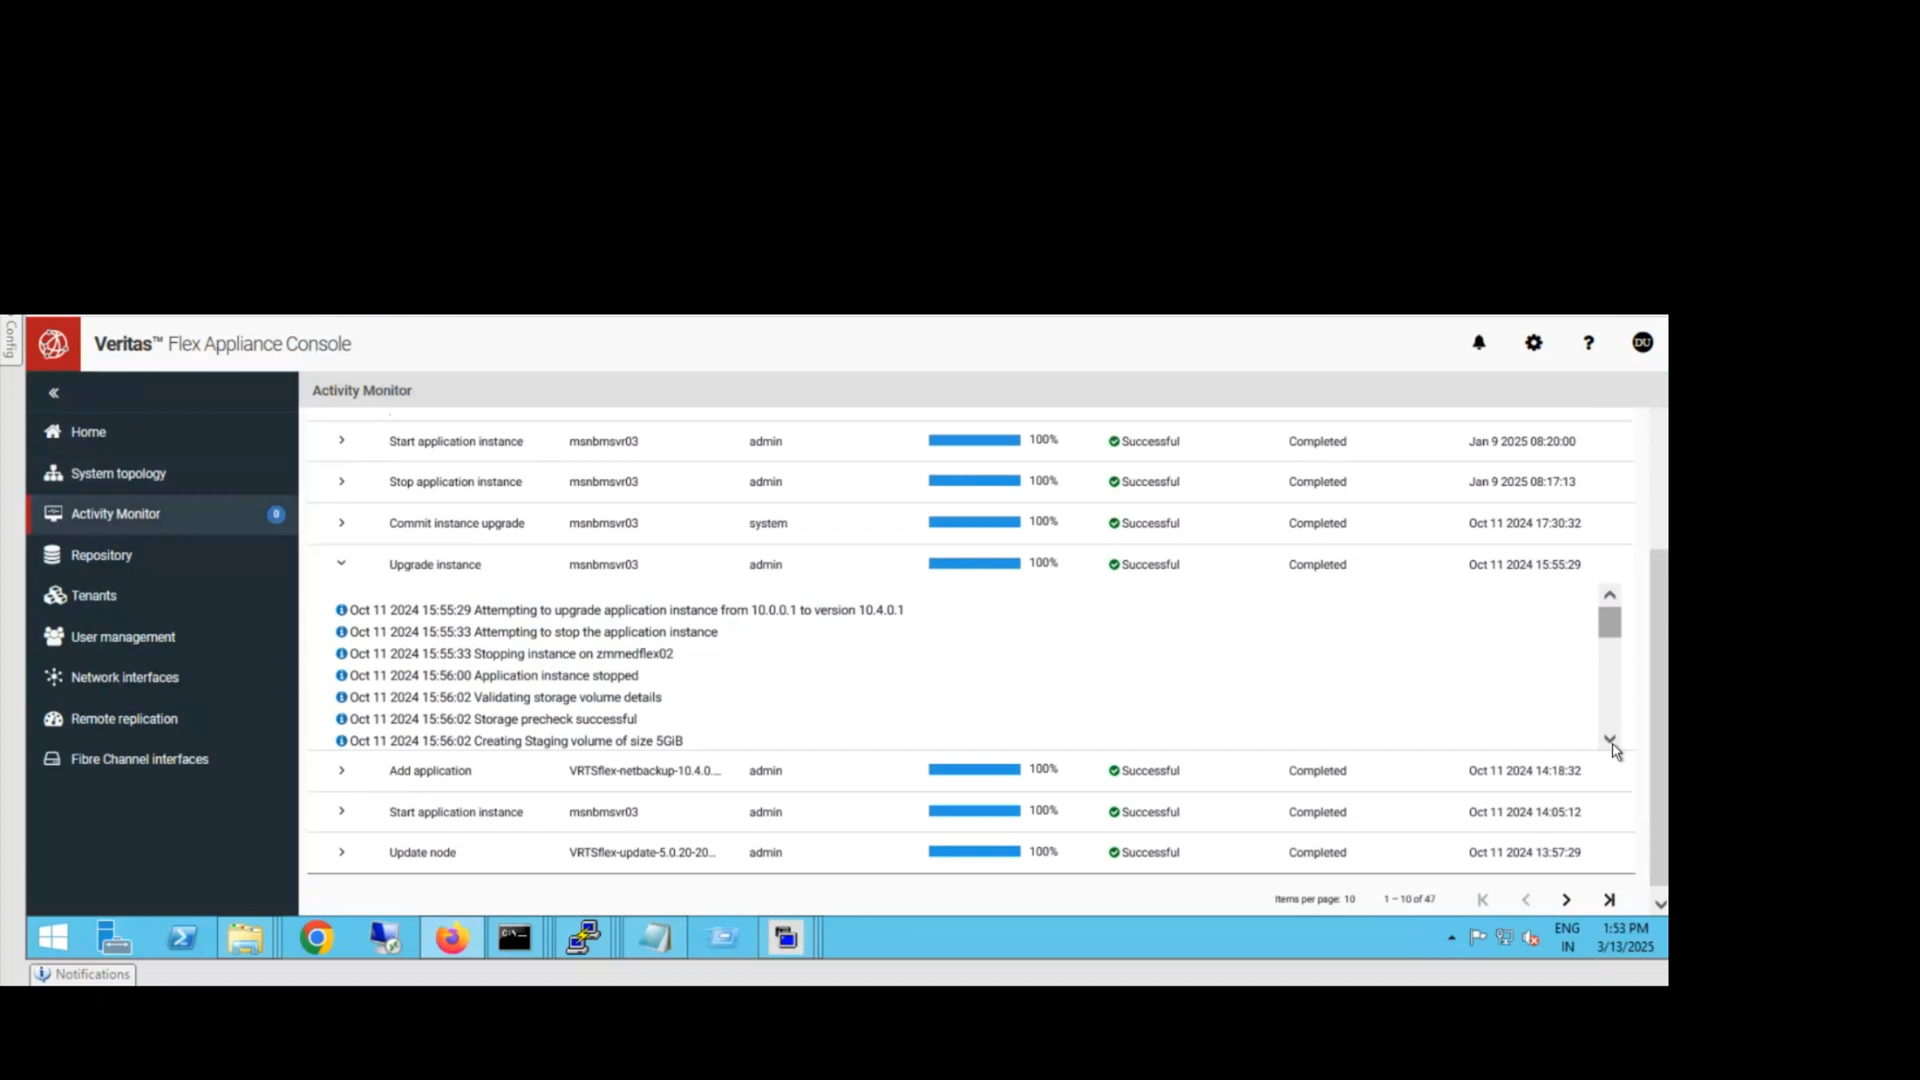 Config
Veritas™ Flex Appliance Console
?
DU
«
Activity Monitor
Home
System topology
Activity Monitor 0
Repository
Tenants
User management
Network interfaces
Remote replication
Fibre Channel interfaces
Start application instance msnbmsvr03 admin 100% Successful Completed Jan 9 2025 08:20:00
Stop application instance msnbmsvr03 admin 100% Successful Completed Jan 9 2025 08:17:13
Commit instance upgrade msnbmsvr03 system 100% Successful Completed Oct 11 2024 17:30:32
Upgrade instance msnbmsvr03 admin 100% Successful Completed Oct 11 2024 15:55:29
Oct 11 2024 15:55:29 Attempting to upgrade application instance from 10.0.0.1 to version 10.4.0.1
Oct 11 2024 15:55:33 Attempting to stop the application instance
Oct 11 2024 15:55:33 Stopping instance on zmmedflex02
Oct 11 2024 15:56:00 Application instance stopped
Oct 11 2024 15:56:02 Validating storage volume details
Oct 11 2024 15:56:02 Storage precheck successful
Oct 11 2024 15:56:02 Creating Staging volume of size 5GiB
Add application VRTSflex-netbackup-10.4.0.... admin 100% Successful Completed Oct 11 2024 14:18:32
Start application instance msnbmsvr03 admin 100% Successful Completed Oct 11 2024 14:05:12
Update node VRTSflex-update-5.0.20-20... admin 100% Successful Completed Oct 11 2024 13:57:29
Items per page: 10 1 – 10 of 47
C:\.
ENG
IN
1:53 PM
3/13/2025
Notifications